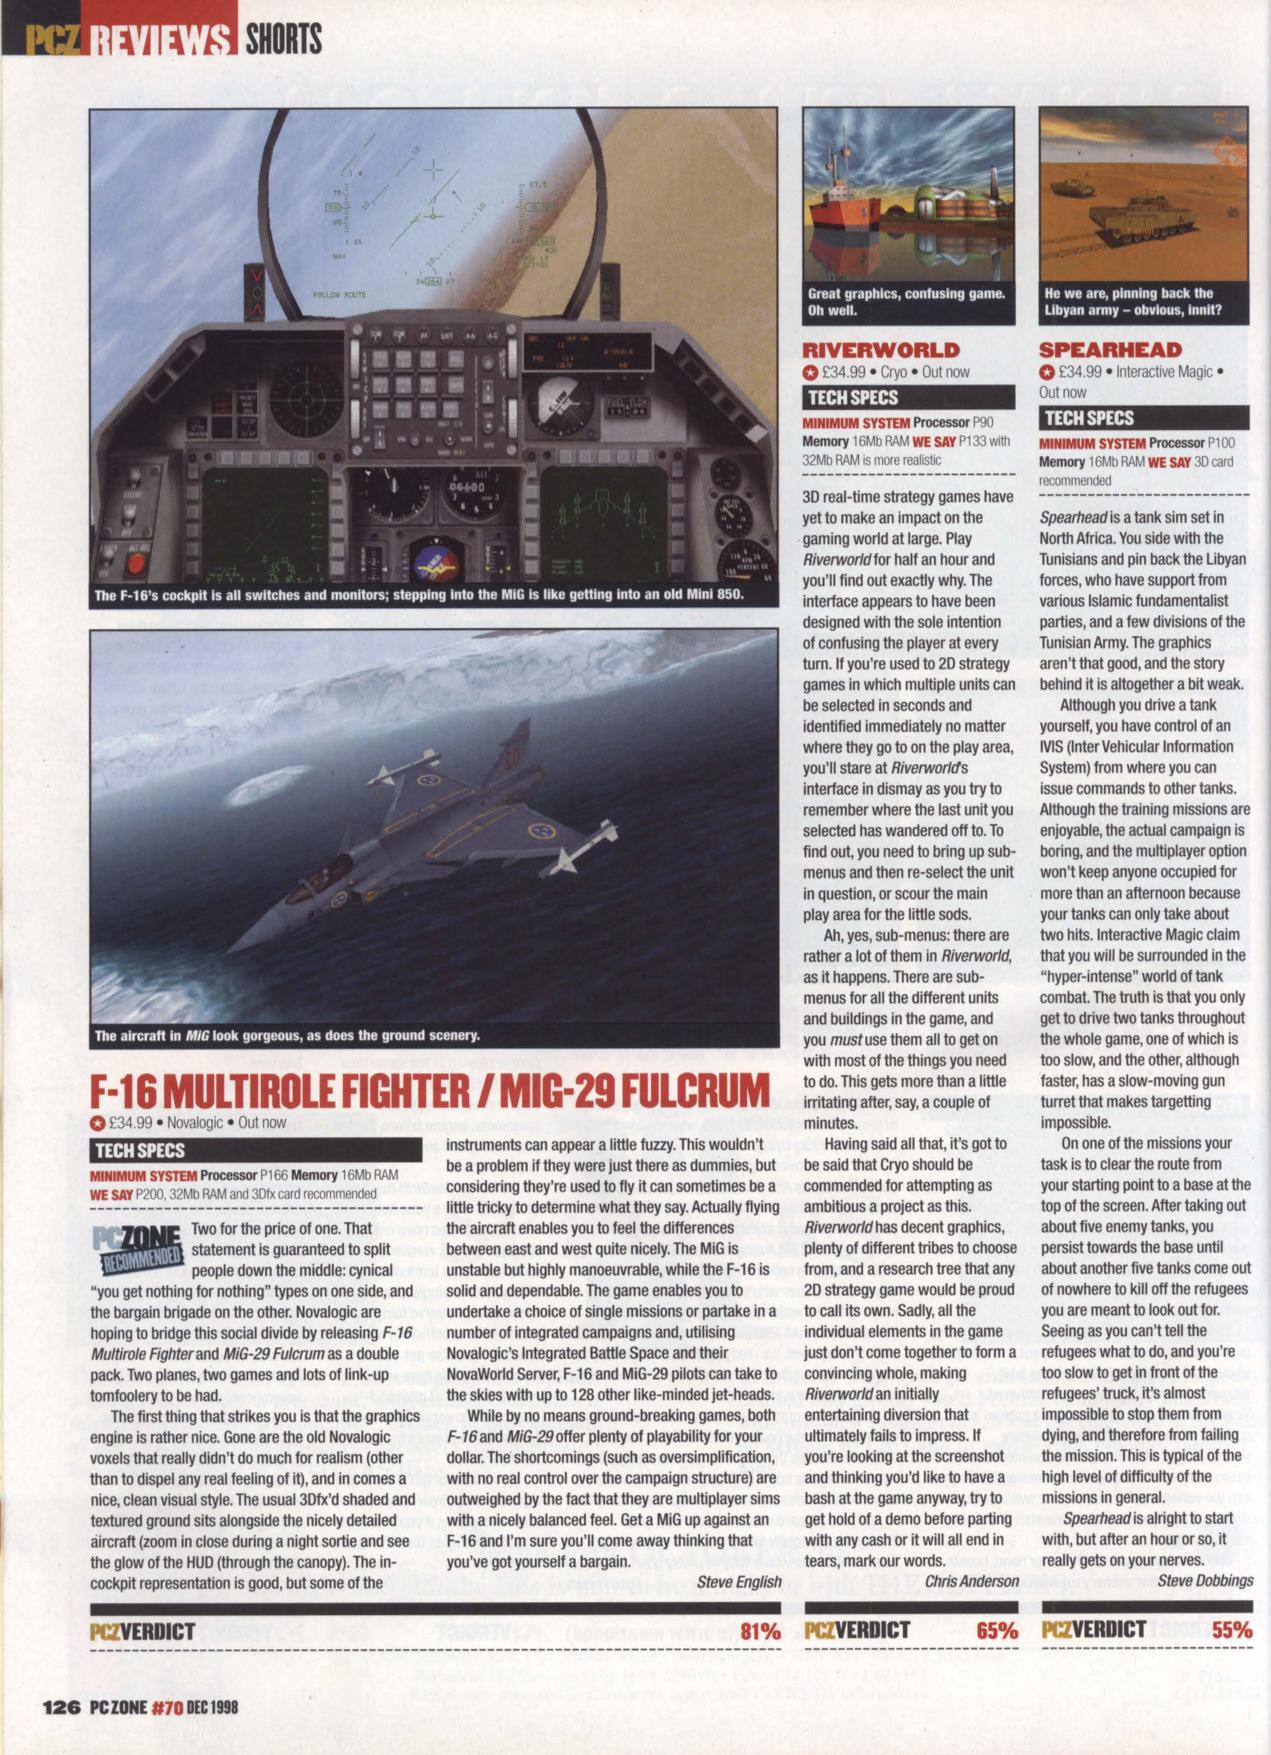 PCZ REVIEWS SHORTS
FOLLOW ROUTE
The F-16's cockpit is all switches and monitors; stepping into the MiG is like getting into an old Mini 850.
The aircraft in MiG look gorgeous, as does the ground scenery.
F-16 MULTIROLE FIGHTER / MIG-29 FULCRUM
£34.99 • Novalogic • Out now
TECH SPECS
MINIMUM SYSTEM Processor P166 Memory 16Mb RAM
WE SAY P200, 32Mb RAM and 3Dfx card recommended
PCZONE
RECOMMENDED
Two for the price of one. That
statement is guaranteed to split
people down the middle: cynical
"you get nothing for nothing" types on one side, and
the bargain brigade on the other. Novalogic are
hoping to bridge this social divide by releasing F-16
Multirole Fighter and MiG-29 Fulcrum as a double
pack. Two planes, two games and lots of link-up
tomfoolery to be had.
The first thing that strikes you is that the graphics
engine is rather nice. Gone are the old Novalogic
voxels that really didn't do much for realism (other
than to dispel any real feeling of it), and in comes a
nice, clean visual style. The usual 3Dfx'd shaded and
textured ground sits alongside the nicely detailed
aircraft (zoom in close during a night sortie and see
the glow of the HUD (through the canopy). The in-
cockpit representation is good, but some of the
instruments can appear a little fuzzy. This wouldn't
be a problem if they were just there as dummies, but
considering they're used to fly it can sometimes be a
little tricky to determine what they say. Actually flying
the aircraft enables you to feel the differences
between east and west quite nicely. The MiG is
unstable but highly manoeuvrable, while the F-16 is
solid and dependable. The game enables you to
undertake a choice of single missions or partake in a
number of integrated campaigns and, utilising
Novalogic's Integrated Battle Space and their
NovaWorld Server, F-16 and MiG-29 pilots can take to
the skies with up to 128 other like-minded jet-heads.
While by no means ground-breaking games, both
F-16 and MiG-29 offer plenty of playability for your
dollar. The shortcomings (such as oversimplification,
with no real control over the campaign structure) are
outweighed by the fact that they are multiplayer sims
with a nicely balanced feel. Get a MiG up against an
F-16 and I'm sure you'll come away thinking that
you've got yourself a bargain.
Steve English
PCZVERDICT 81%
Great graphics, confusing game.
Oh well.
RIVERWORLD
£34.99 • Cryo • Out now
TECH SPECS
MINIMUM SYSTEM Processor P90
Memory 16Mb RAM WE SAY P133 with
32Mb RAM is more realistic
3D real-time strategy games have
yet to make an impact on the
gaming world at large. Play
Riverworld for half an hour and
you'll find out exactly why. The
interface appears to have been
designed with the sole intention
of confusing the player at every
turn. If you're used to 2D strategy
games in which multiple units can
be selected in seconds and
identified immediately no matter
where they go to on the play area,
you'll stare at Riverworld's
interface in dismay as you try to
remember where the last unit you
selected has wandered off to. To
find out, you need to bring up sub-
menus and then re-select the unit
in question, or scour the main
play area for the little sods.
Ah, yes, sub-menus: there are
rather a lot of them in Riverworld,
as it happens. There are sub-
menus for all the different units
and buildings in the game, and
you must use them all to get on
with most of the things you need
to do. This gets more than a little
irritating after, say, a couple of
minutes.
Having said all that, it's got to
be said that Cryo should be
commended for attempting as
ambitious a project as this.
Riverworld has decent graphics,
plenty of different tribes to choose
from, and a research tree that any
2D strategy game would be proud
to call its own. Sadly, all the
individual elements in the game
just don't come together to form a
convincing whole, making
Riverworld an initially
entertaining diversion that
ultimately fails to impress. If
you're looking at the screenshot
and thinking you'd like to have a
bash at the game anyway, try to
get hold of a demo before parting
with any cash or it will all end in
tears, mark our words.
Chris Anderson
PCZVERDICT 65%
He we are, pinning back the
Libyan army – obvious, innit?
SPEARHEAD
£34.99 • Interactive Magic •
Out now
TECH SPECS
MINIMUM SYSTEM Processor P100
Memory 16Mb RAM WE SAY 3D card
recommended
Spearhead is a tank sim set in
North Africa. You side with the
Tunisians and pin back the Libyan
forces, who have support from
various Islamic fundamentalist
parties, and a few divisions of the
Tunisian Army. The graphics
aren't that good, and the story
behind it is altogether a bit weak.
Although you drive a tank
yourself, you have control of an
IVIS (Inter Vehicular Information
System) from where you can
issue commands to other tanks.
Although the training missions are
enjoyable, the actual campaign is
boring, and the multiplayer option
won't keep anyone occupied for
more than an afternoon because
your tanks can only take about
two hits. Interactive Magic claim
that you will be surrounded in the
"hyper-intense" world of tank
combat. The truth is that you only
get to drive two tanks throughout
the whole game, one of which is
too slow, and the other, although
faster, has a slow-moving gun
turret that makes targetting
impossible.
On one of the missions your
task is to clear the route from
your starting point to a base at the
top of the screen. After taking out
about five enemy tanks, you
persist towards the base until
about another five tanks come out
of nowhere to kill off the refugees
you are meant to look out for.
Seeing as you can't tell the
refugees what to do, and you're
too slow to get in front of the
refugees' truck, it's almost
impossible to stop them from
dying, and therefore from failing
the mission. This is typical of the
high level of difficulty of the
missions in general.
Spearhead is alright to start
with, but after an hour or so, it
really gets on your nerves.
Steve Dobbings
PCZVERDICT 55%
126 PC ZONE #70 DEC 1998